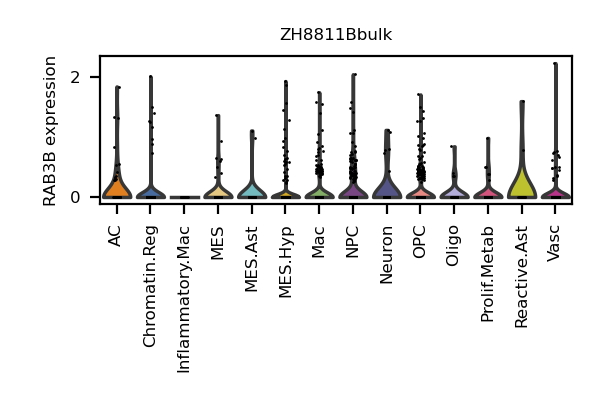 ZH8811Bbulk
RAB3B expression
2
0
AC
Chromatin.Reg
Inflammatory.Mac
MES
MES.Ast
MES.Hyp
Mac
NPC
Neuron
OPC
Oligo
Prolif.Metab
Reactive.Ast
Vasc